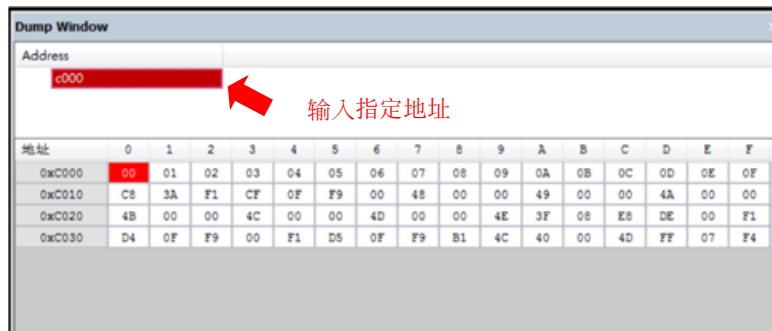 Dump Window
Address
c000
输入指定地址
地址 0 1 2 3 4 5 6 7 8 9 A B C D E F
0xC000 00 01 02 03 04 05 06 07 08 09 0A 0B 0C 0D 0E 0F
0xC010 C8 3A F1 CF 0F F9 00 48 00 00 49 00 00 4A 00 00
0xC020 4B 00 00 4C 00 00 4D 00 00 4E 3F 08 E8 DE 00 F1
0xC030 D4 0F F9 00 F1 D5 0F F9 B1 4C 40 00 4D FF 07 F4